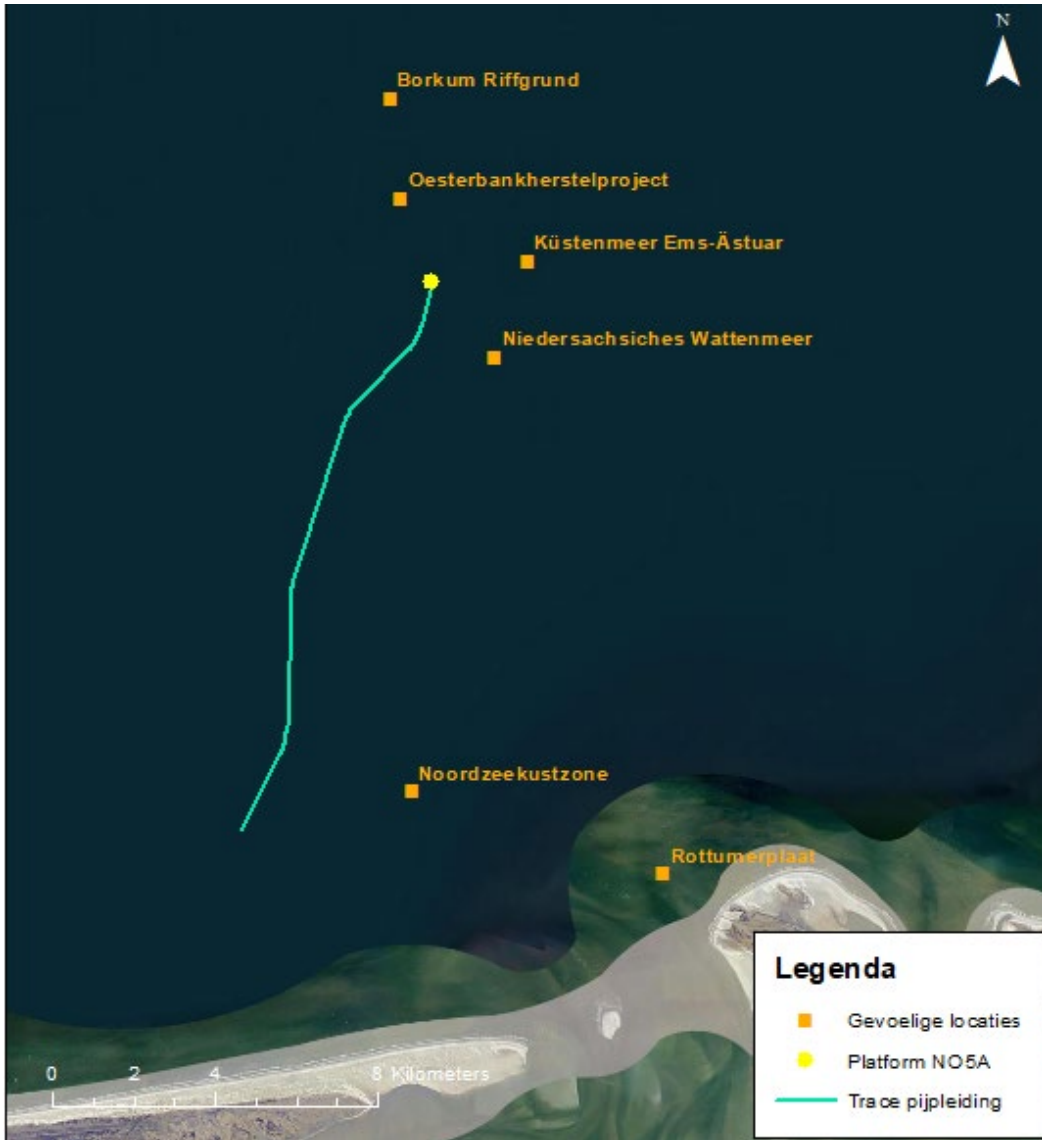 N
Borkum Riffgrund
Oesterbankherstelproject
Küstenmeer Ems-Ästuar
Niedersachsiches Wattenmeer
Noordzeekustzone
Rottumerplaat
Legenda
Gevoelige locaties
Platform NO5A
Trace pijpleiding
0 2 4 8 Kilometers